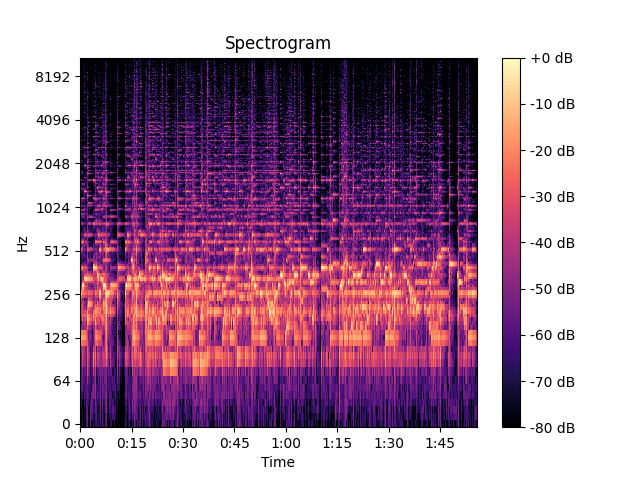 Spectrogram
8192
4096
2048
1024
512
256
128
64
0
Hz
0:00 0:15 0:30 0:45 1:00 1:15 1:30 1:45
Time
+0 dB
-10 dB
-20 dB
-30 dB
-40 dB
-50 dB
-60 dB
-70 dB
-80 dB